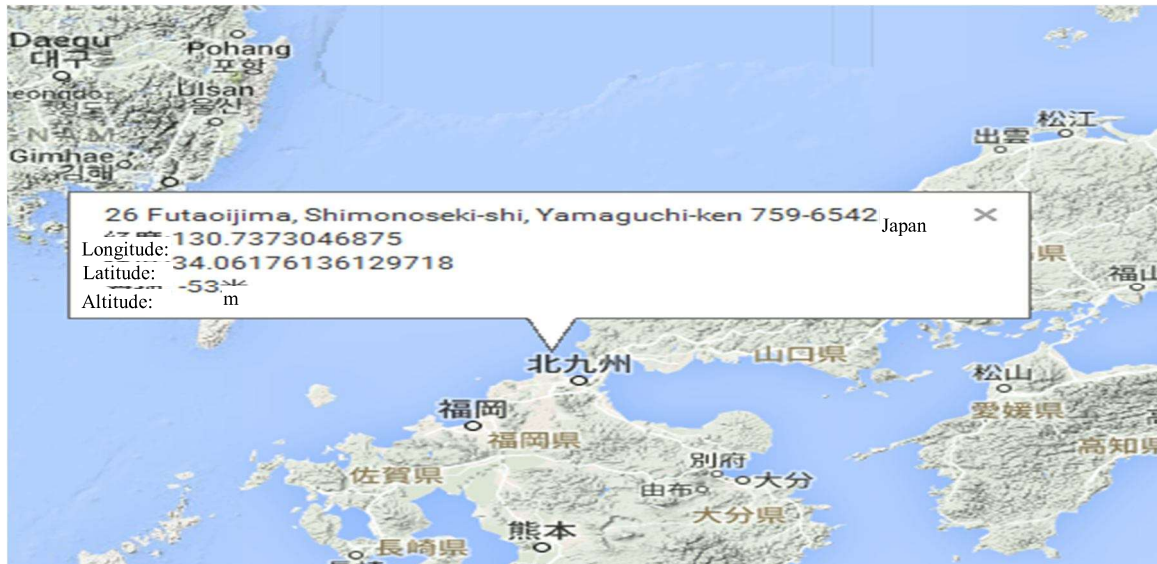 Daegu
대구
Pohang
포항
Ulsan
울산
Gimhae
김해
松江
出雲
26 Futaoijima, Shimonoseki-shi, Yamaguchi-ken 759-6542 Japan
Longitude: 130.7373046875
Latitude: 34.06176136129718
Altitude: -53 m
福山
北九州
山口県
松山
愛媛県
高知県
福岡
福岡県
佐賀県
別府
大分
由布
大分県
熊本
長崎県